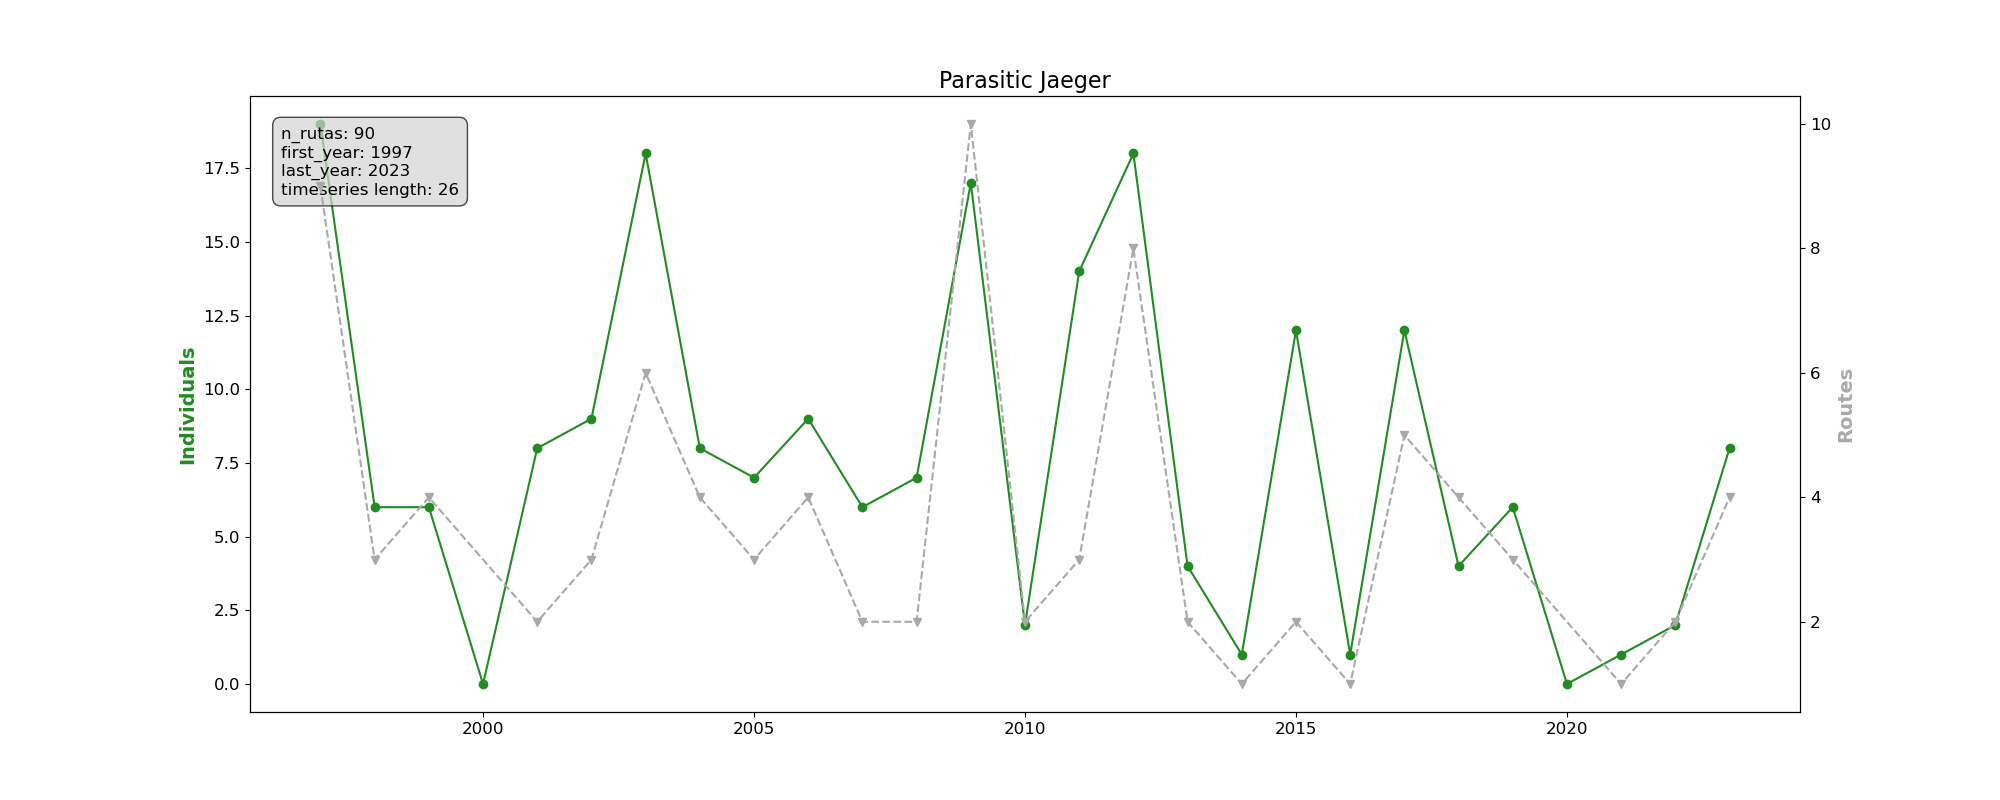 Parasitic Jaeger
n_rutas: 90
first_year: 1997
last_year: 2023
timeseries length: 26
Individuals
17.5
15.0
12.5
10.0
7.5
5.0
2.5
0.0
10
8
6
4
2
Routes
2000
2005
2010
2015
2020